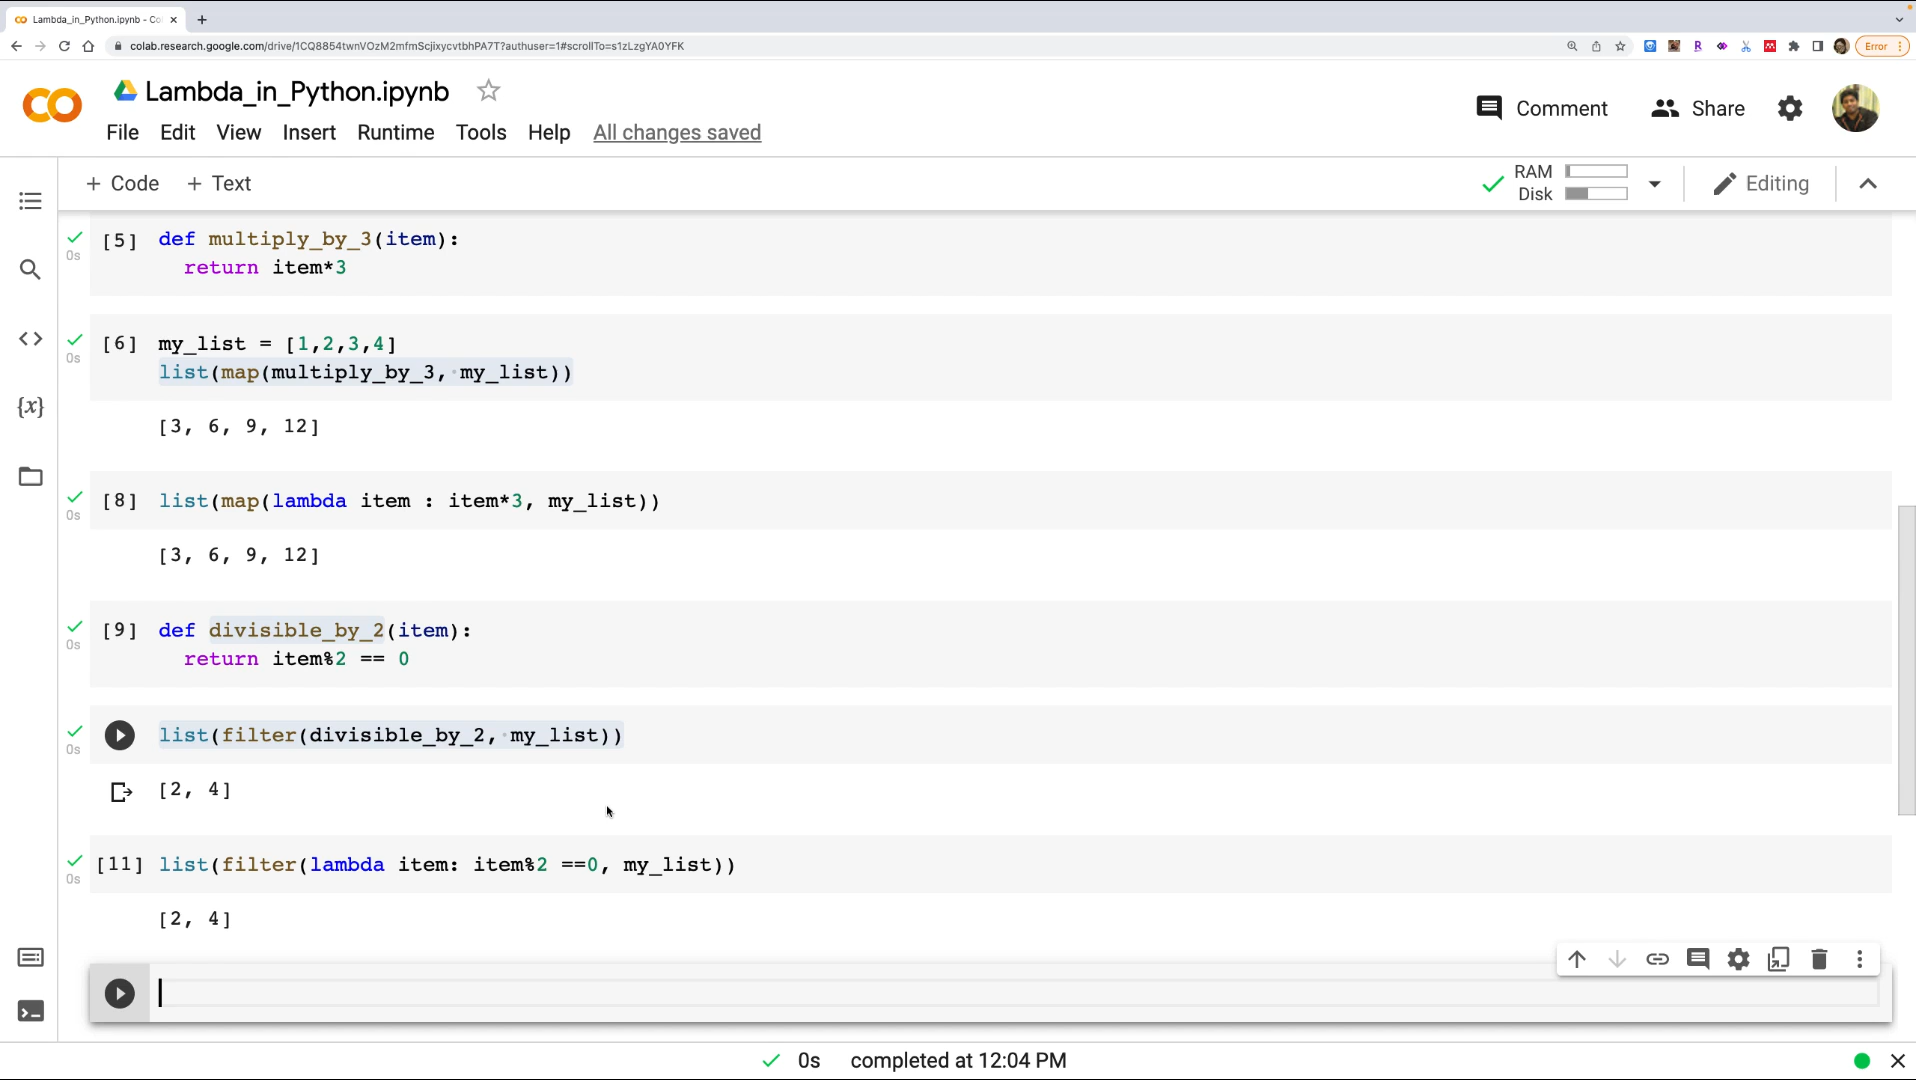 Lambda_in_Python.ipynb - Co
colab.research.google.com/drive/1CQ8854twnVOzM2mfmScjixycvtbhPA7T?authuser=1#scrollTo=s1zLzgYA0YFK
Error
Lambda_in_Python.ipynb
File Edit View Insert Runtime Tools Help All changes saved
Comment Share
+ Code + Text
RAM
Disk
Editing
[5] def multiply_by_3(item):
0s
return item*3
[6] my_list = [1,2,3,4]
0s
list(map(multiply_by_3, my_list))
[3, 6, 9, 12]
[8] list(map(lambda item : item*3, my_list))
0s
[3, 6, 9, 12]
[9] def divisible_by_2(item):
0s
return item%2 == 0
list(filter(divisible_by_2, my_list))
0s
[2, 4]
[11] list(filter(lambda item: item%2 ==0, my_list))
0s
[2, 4]
0s completed at 12:04 PM